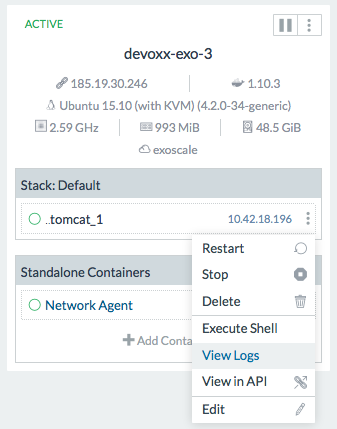 ACTIVE
devoxx-exo-3
185.19.30.246 1.10.3
Ubuntu 15.10 (with KVM) (4.2.0-34-generic)
2.59 GHz 993 MiB 48.5 GiB
exoscale
Stack: Default
..tomcat_1 10.42.18.196
Restart
Stop
Delete
Execute Shell
View Logs
View in API
Edit
Standalone Containers
Network Agent
Add Conta